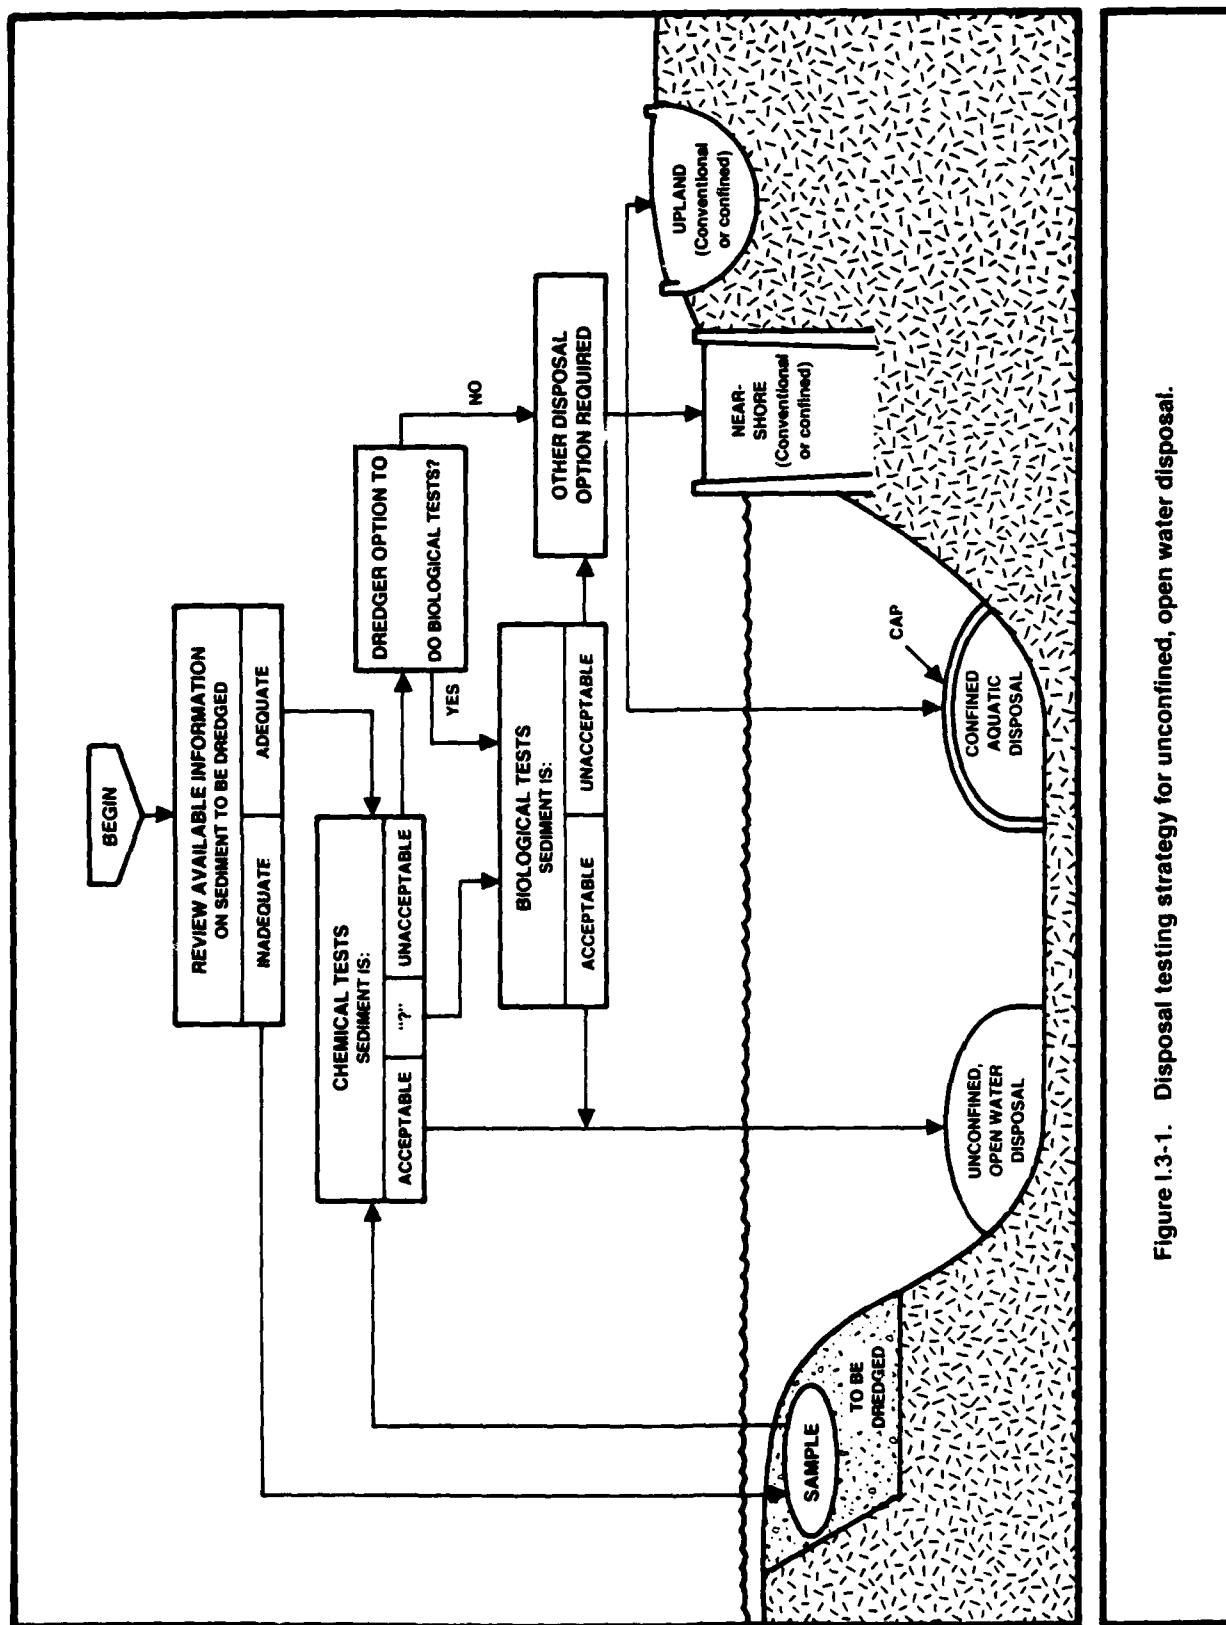 BEGIN
REVIEW AVAILABLE INFORMATION
ON SEDIMENT TO BE DREDGED
INADEQUATE
ADEQUATE
CHEMICAL TESTS
SEDIMENT IS:
ACCEPTABLE
"?"
UNACCEPTABLE
DREDGER OPTION TO
DO BIOLOGICAL TESTS?
YES
NO
BIOLOGICAL TESTS
SEDIMENT IS:
ACCEPTABLE
UNACCEPTABLE
OTHER DISPOSAL
OPTION REQUIRED
SAMPLE
TO BE
DREDGED
UNCONFINED,
OPEN WATER
DISPOSAL
CAP
CONFINED
AQUATIC
DISPOSAL
NEAR-
SHORE
(Conventional
or confined)
UPLAND
(Conventional
or confined)
Figure I.3-1. Disposal testing strategy for unconfined, open water disposal.